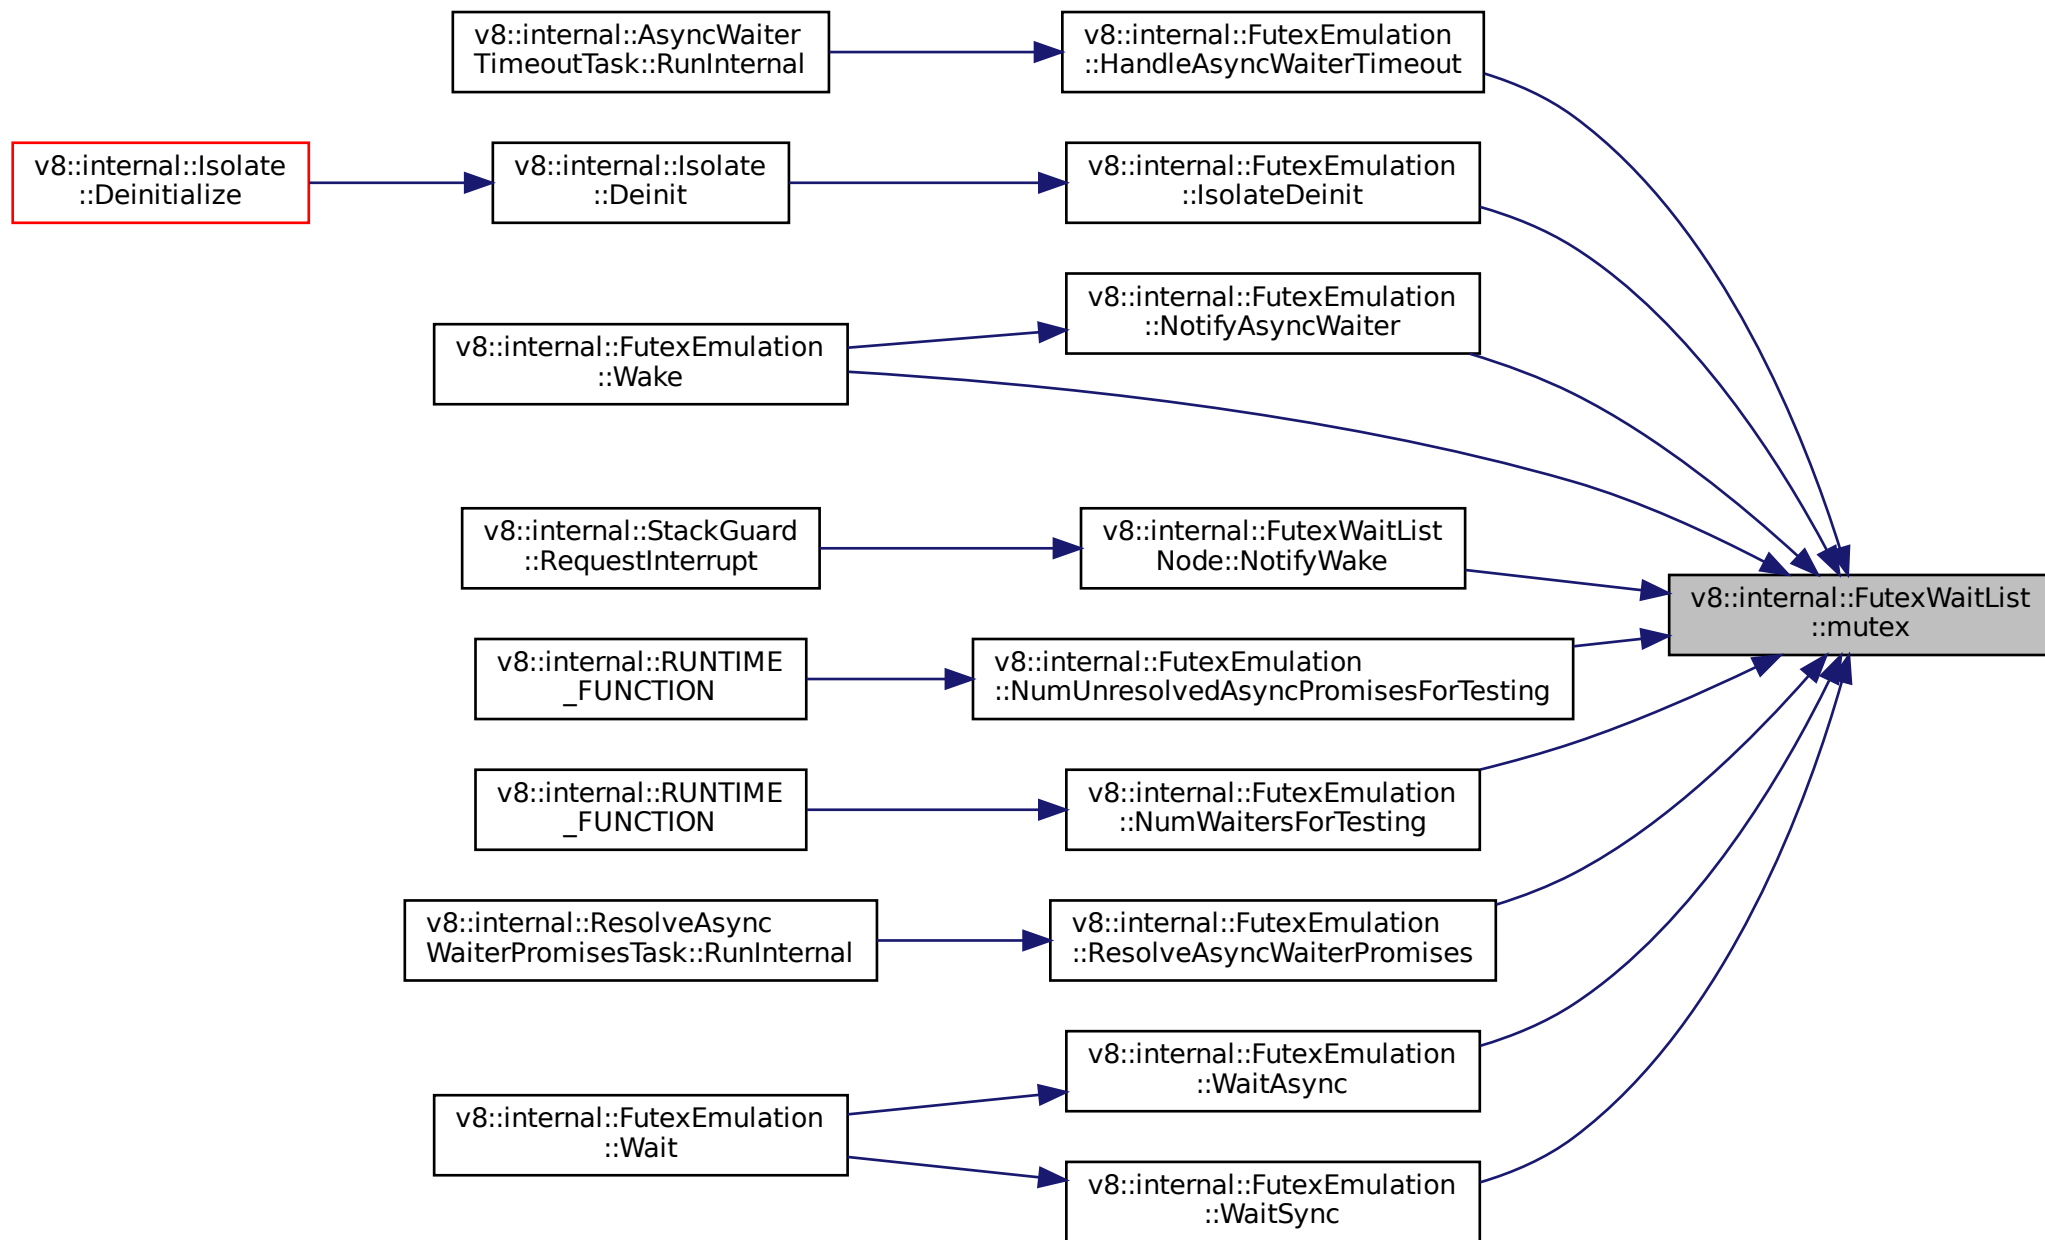 v8::internal::AsyncWaiter
TimeoutTask::RunInternal
v8::internal::FutexEmulation
::HandleAsyncWaiterTimeout
v8::internal::Isolate
::Deinitialize
v8::internal::Isolate
::Deinit
v8::internal::FutexEmulation
::IsolateDeinit
v8::internal::FutexEmulation
::NotifyAsyncWaiter
v8::internal::FutexEmulation
::Wake
v8::internal::StackGuard
::RequestInterrupt
v8::internal::FutexWaitList
Node::NotifyWake
v8::internal::FutexWaitList
::mutex
v8::internal::RUNTIME
_FUNCTION
v8::internal::FutexEmulation
::NumUnresolvedAsyncPromisesForTesting
v8::internal::RUNTIME
_FUNCTION
v8::internal::FutexEmulation
::NumWaitersForTesting
v8::internal::ResolveAsync
WaiterPromisesTask::RunInternal
v8::internal::FutexEmulation
::ResolveAsyncWaiterPromises
v8::internal::FutexEmulation
::WaitAsync
v8::internal::FutexEmulation
::Wait
v8::internal::FutexEmulation
::WaitSync